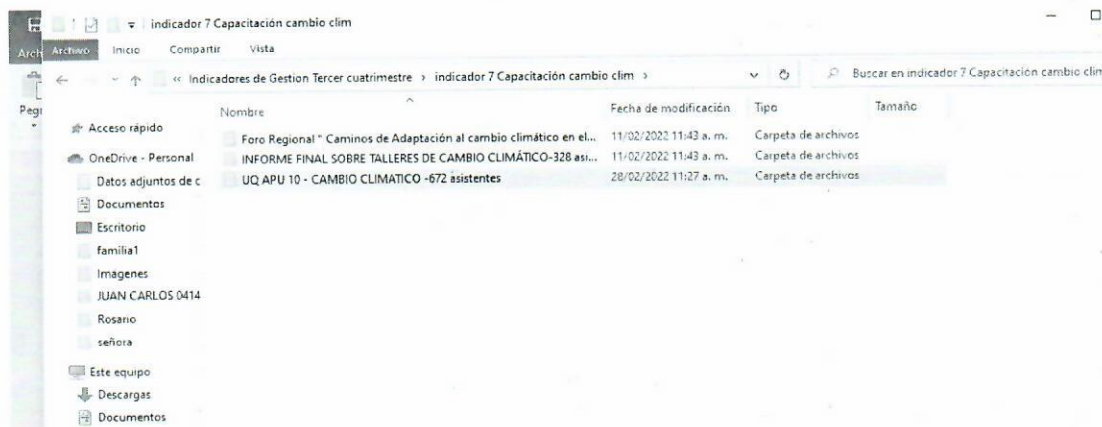 indicador 7 Capacitación cambio clim
Arch
Archivo Inicio Compartir Vista
« Indicadores de Gestion Tercer cuatrimestre › indicador 7 Capacitación cambio clim ›
Buscar en indicador 7 Capacitación cambio clim
Nombre Fecha de modificación Tipo Tamaño
Foro Regional " Caminos de Adaptación al cambio climático en el... 11/02/2022 11:43 a. m. Carpeta de archivos
INFORME FINAL SOBRE TALLERES DE CAMBIO CLIMÁTICO-328 asi... 11/02/2022 11:43 a. m. Carpeta de archivos
UQ APU 10 - CAMBIO CLIMATICO -672 asistentes 28/02/2022 11:27 a. m. Carpeta de archivos
Pega
Acceso rápido
OneDrive - Personal
Datos adjuntos de c
Documentos
Escritorio
familia1
Imágenes
JUAN CARLOS 0414
Rosario
señora
Este equipo
Descargas
Documentos